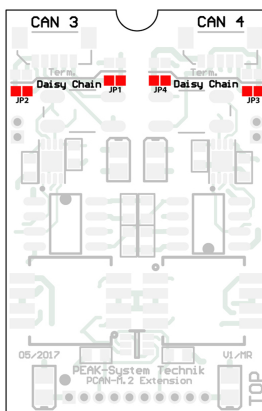 CAN 3 CAN 4
Term. Term.
Daisy Chain Daisy Chain
JP2 JP1 JP4 JP3
05/2017 V1/MR
PEAK-System Technik
PCAN-M.2 Extension
TOP